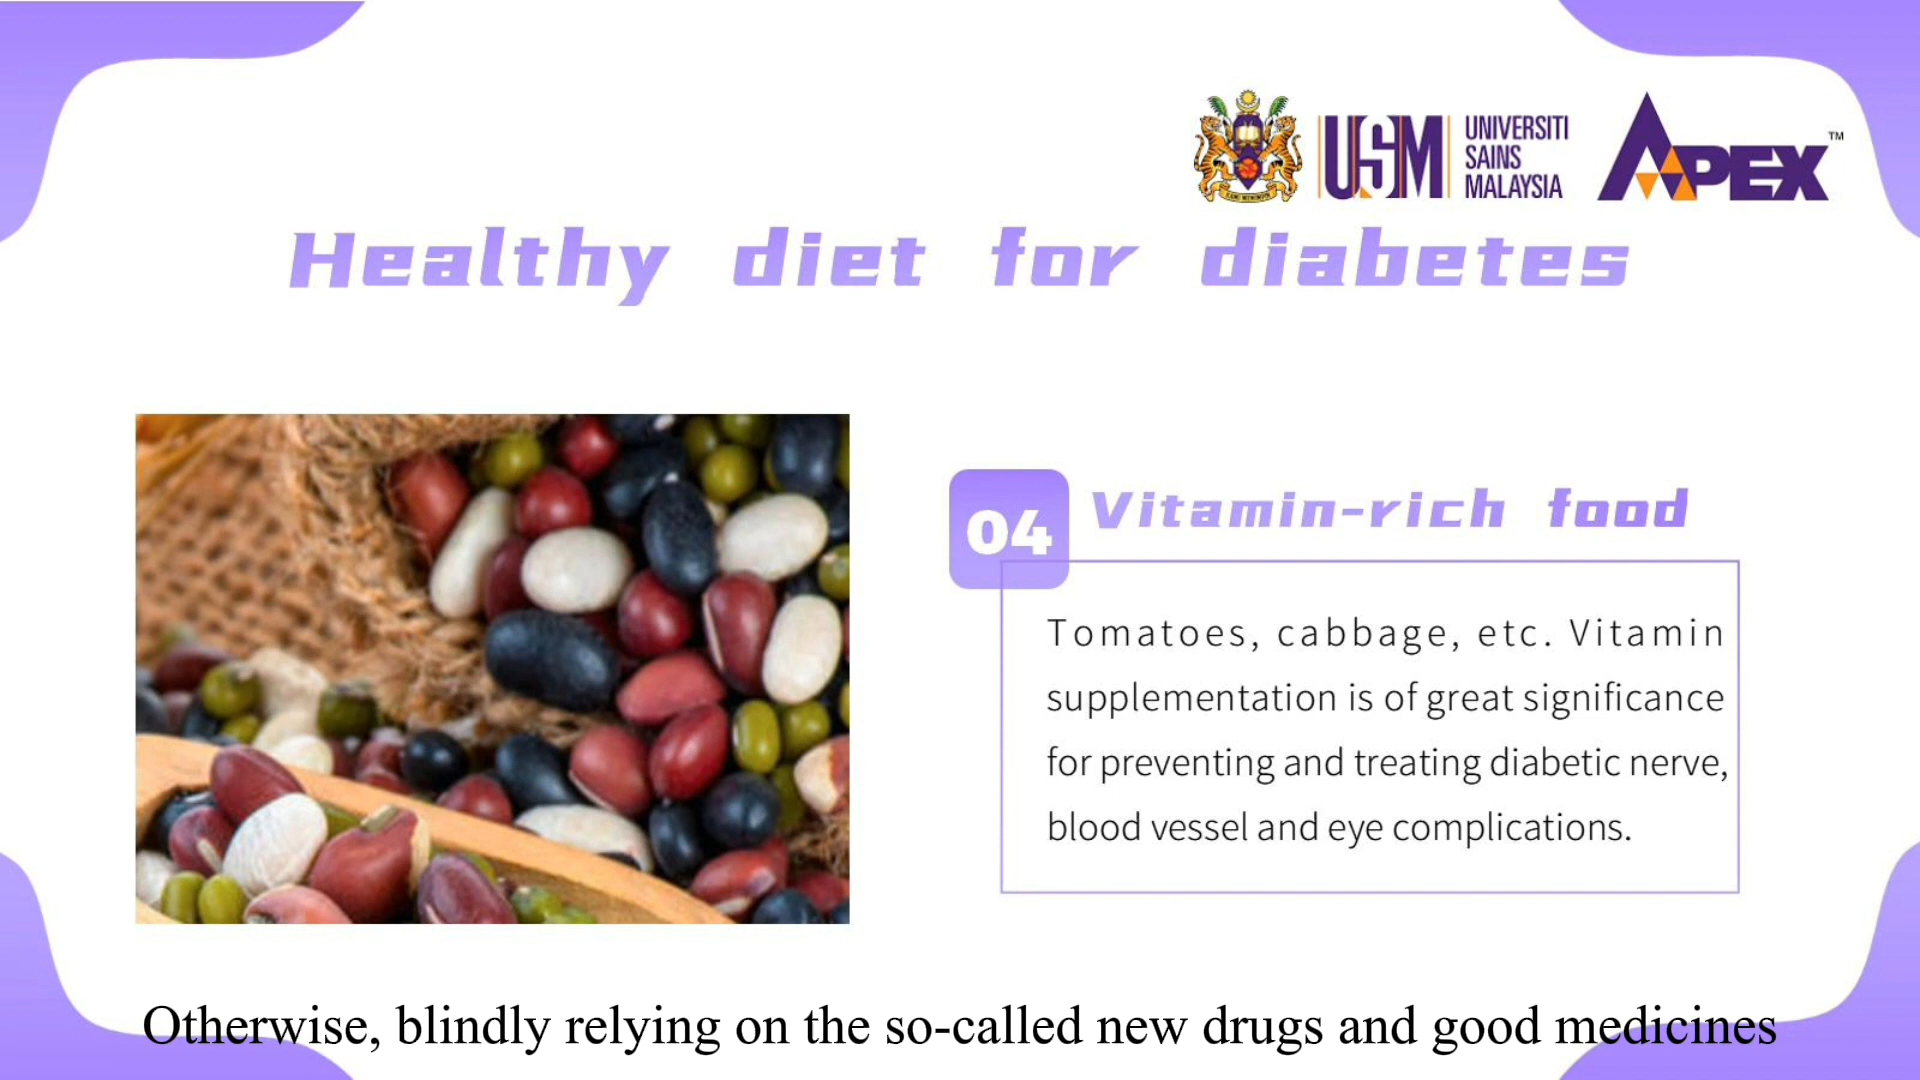 USM
UNIVERSITI
SAINS
MALAYSIA
APEX™
Healthy diet for diabetes
04
Vitamin-rich food
Tomatoes, cabbage, etc. Vitamin
supplementation is of great significance
for preventing and treating diabetic nerve,
blood vessel and eye complications.
Otherwise, blindly relying on the so-called new drugs and good medicines